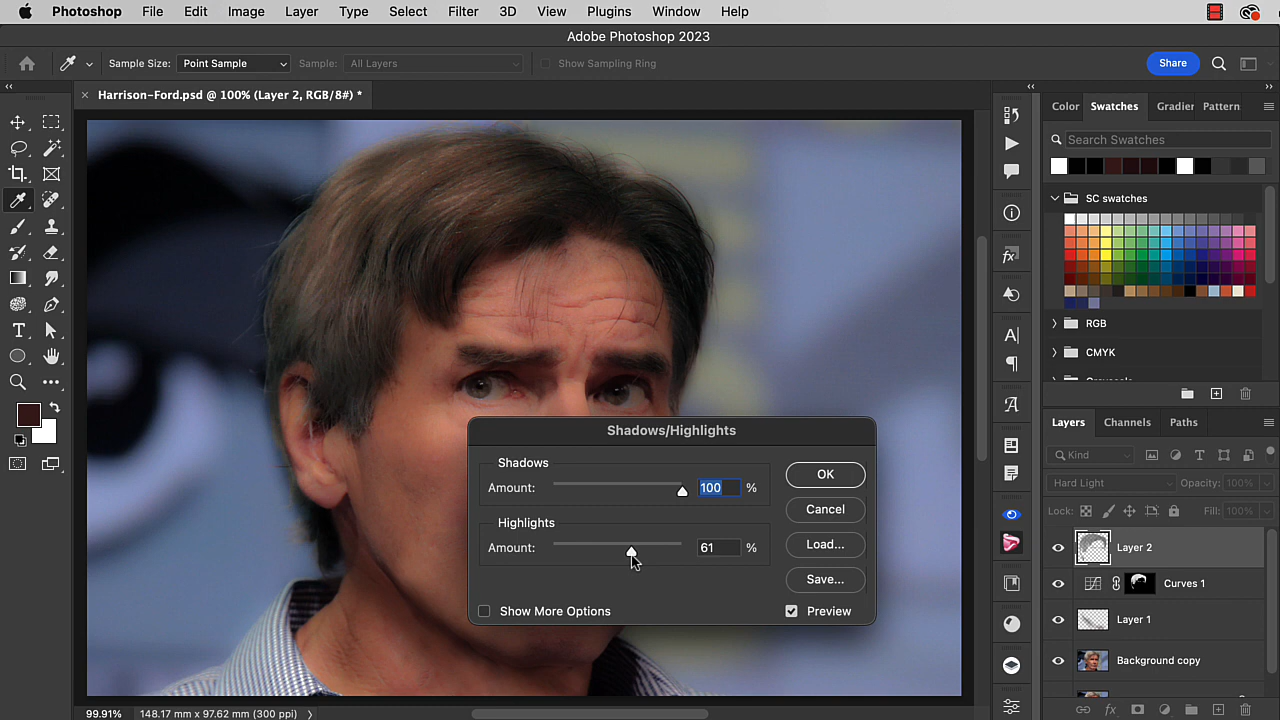 Photoshop File Edit Image Layer Type Select Filter 3D View Plugins Window Help
Adobe Photoshop 2023
Sample Size: Point Sample Sample: All Layers Show Sampling Ring Share
Harrison-Ford.psd @ 100% (Layer 2, RGB/8#) *
Color Swatches Gradier Pattern
Search Swatches
SC swatches
RGB
CMYK
Layers Channels Paths
Kind
Hard Light Opacity: 100%
Lock: Fill: 100%
Layer 2
Curves 1
Layer 1
Background copy
Shadows/Highlights
Shadows
Amount: 100 %
Highlights
Amount: 61 %
Show More Options
OK
Cancel
Load...
Save...
Preview
99.91% 148.17 mm x 97.62 mm (300 ppi)